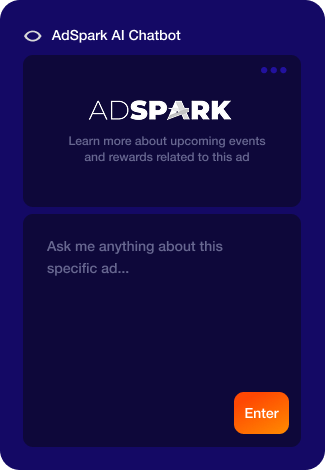 AdSpark AI Chatbot
ADSPARK
Learn more about upcoming events
and rewards related to this ad
Ask me anything about this
specific ad...
Enter